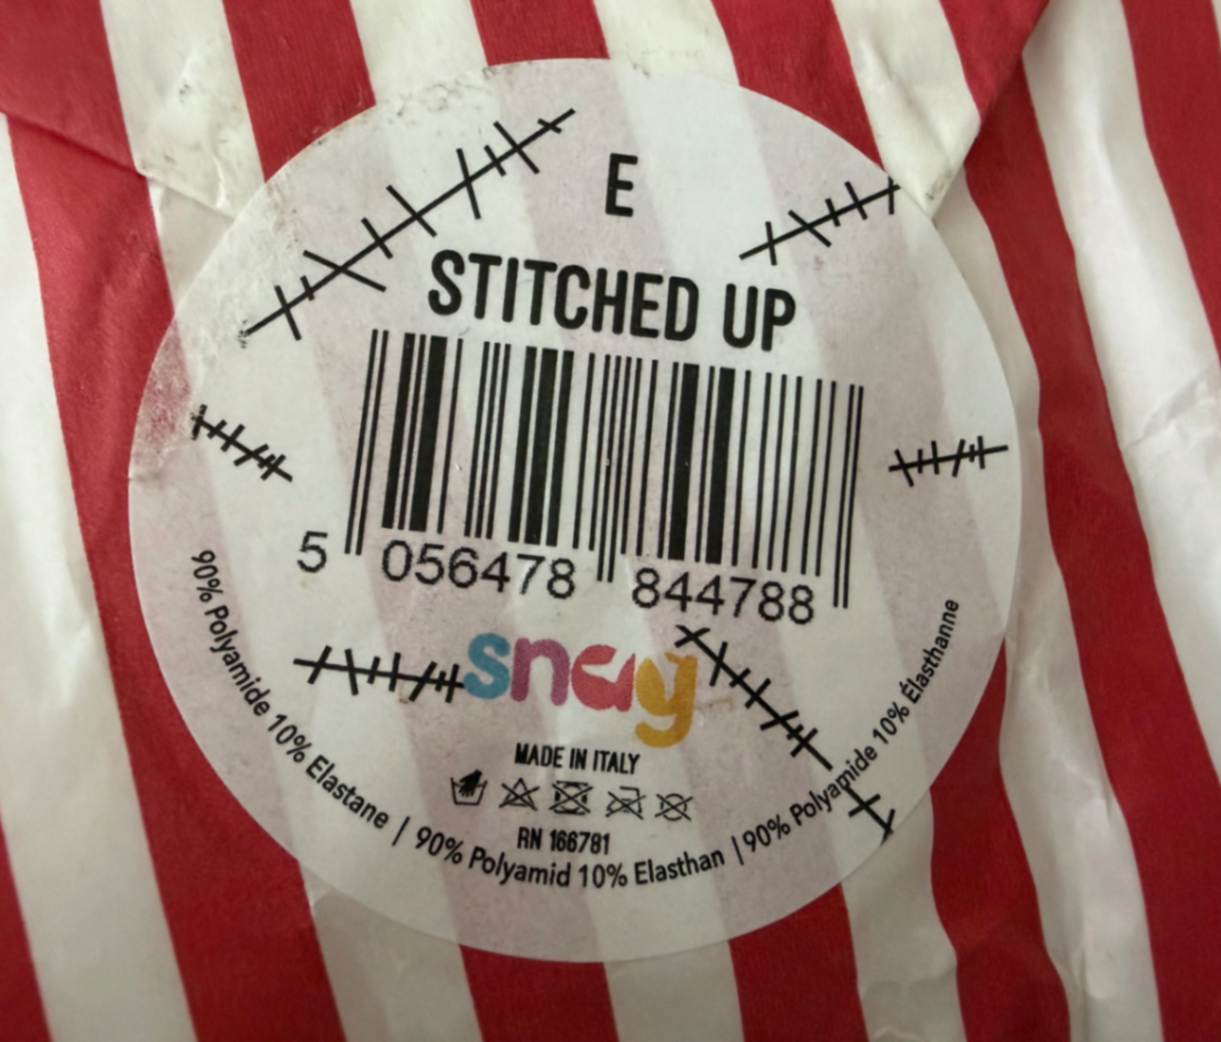 E
STITCHED UP
5 056478 844788
snag
MADE IN ITALY
RN 166781
90% Polyamide 10% Elastane | 90% Polyamid 10% Elasthan | 90% Polyamide 10% Élasthanne